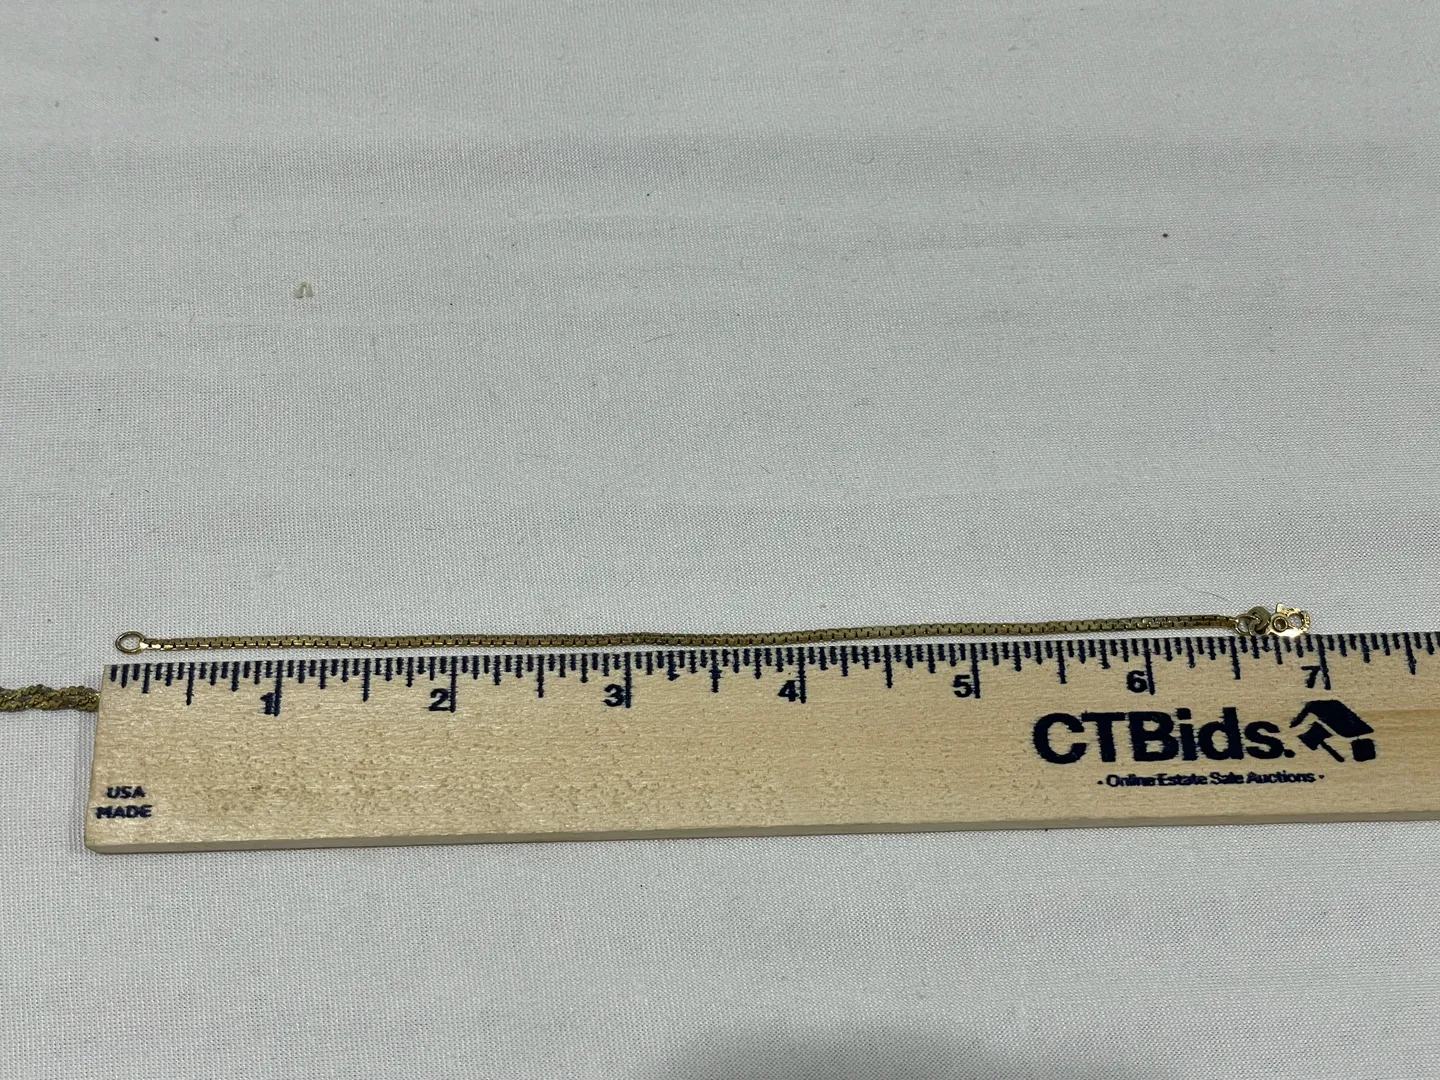 1 2 3 4 5 6 7
CTBids.
· Online Estate Sale Auctions ·
USA
MADE